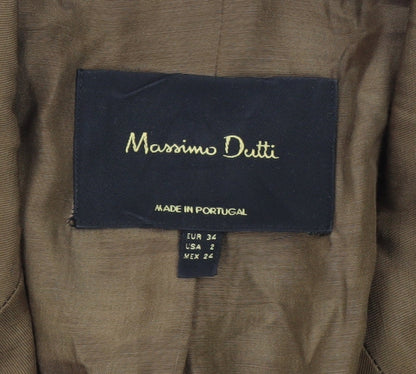 Massimo Dutti
MADE IN PORTUGAL
EUR 34
USA 2
MEX 24